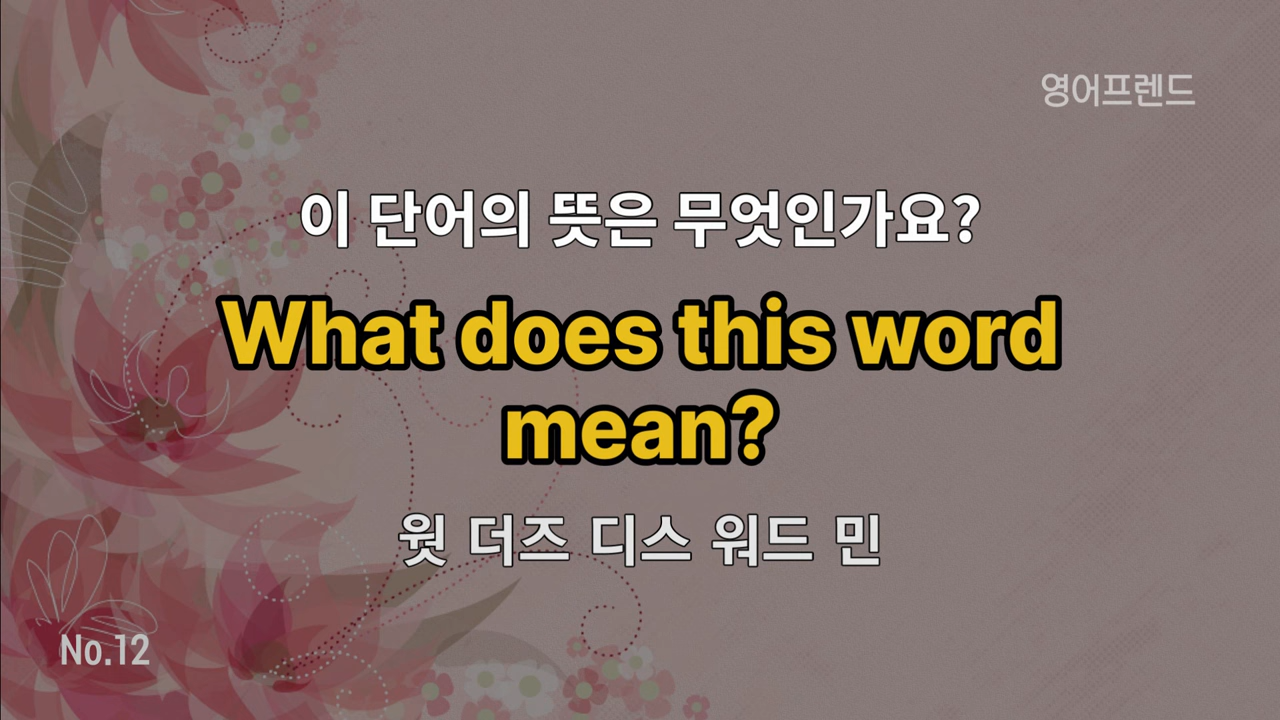 영어프렌드
이 단어의 뜻은 무엇인가요?
What does this word
mean?
윗 더즈 디스 워드 민
No.12